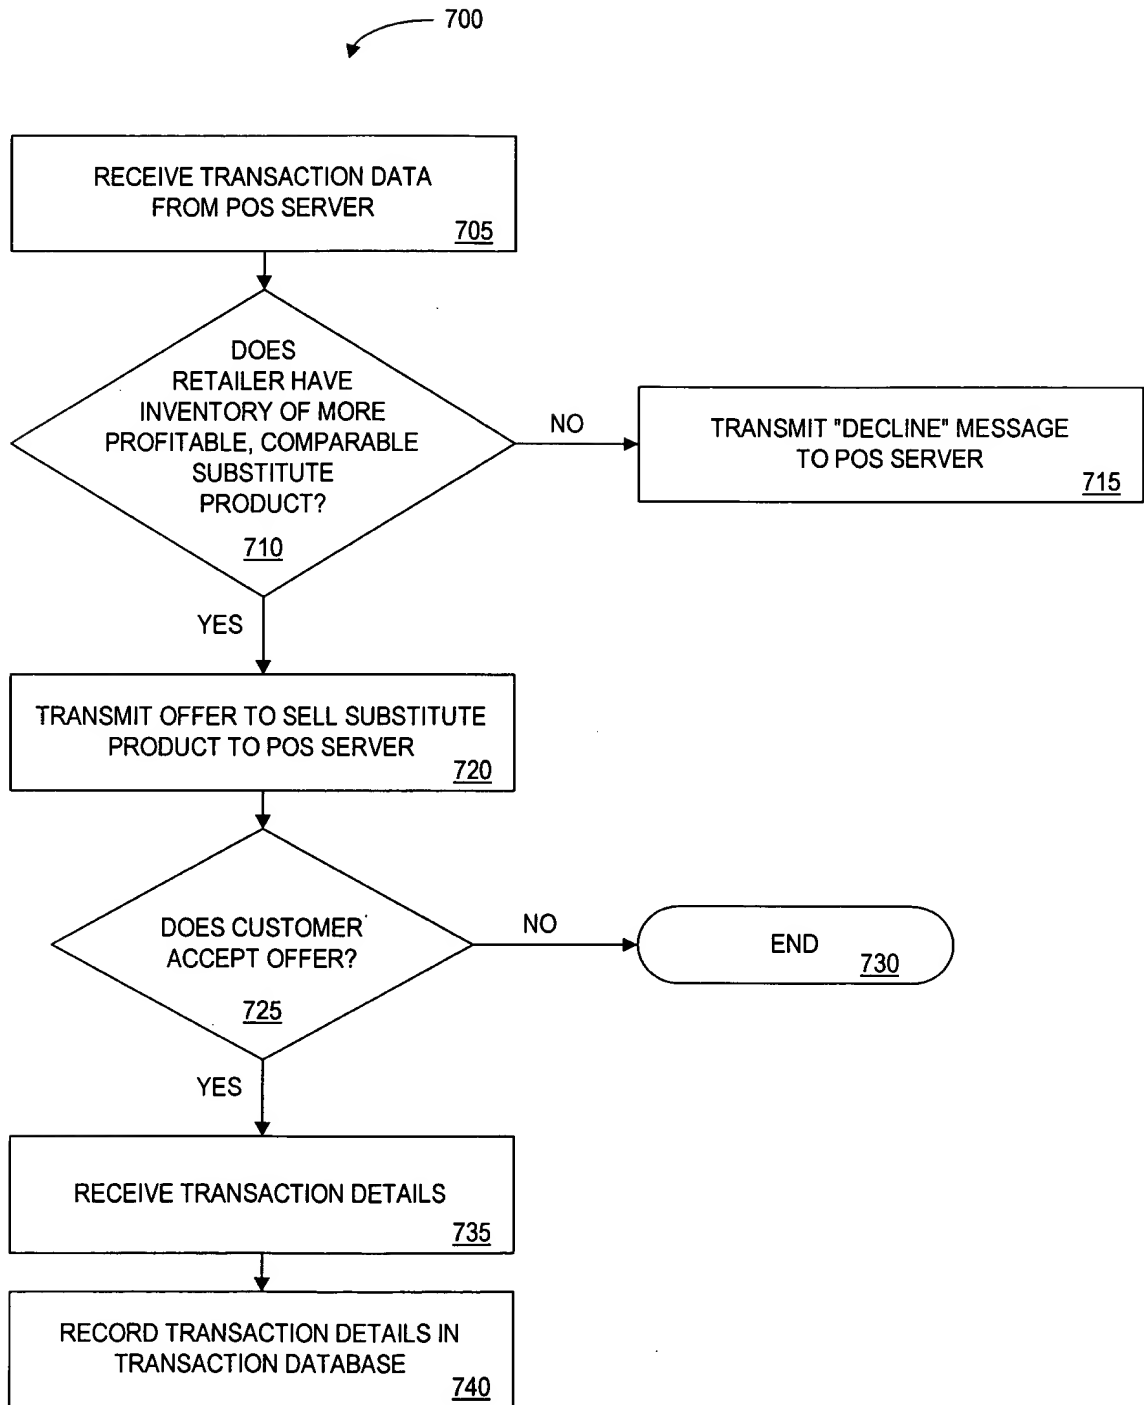 700
RECEIVE TRANSACTION DATA
FROM POS SERVER
705
DOES
RETAILER HAVE
INVENTORY OF MORE
PROFITABLE, COMPARABLE
SUBSTITUTE
PRODUCT?
710
NO
TRANSMIT "DECLINE" MESSAGE
TO POS SERVER
715
YES
TRANSMIT OFFER TO SELL SUBSTITUTE
PRODUCT TO POS SERVER
720
DOES CUSTOMER
ACCEPT OFFER?
725
NO
END
730
YES
RECEIVE TRANSACTION DETAILS
735
RECORD TRANSACTION DETAILS IN
TRANSACTION DATABASE
740